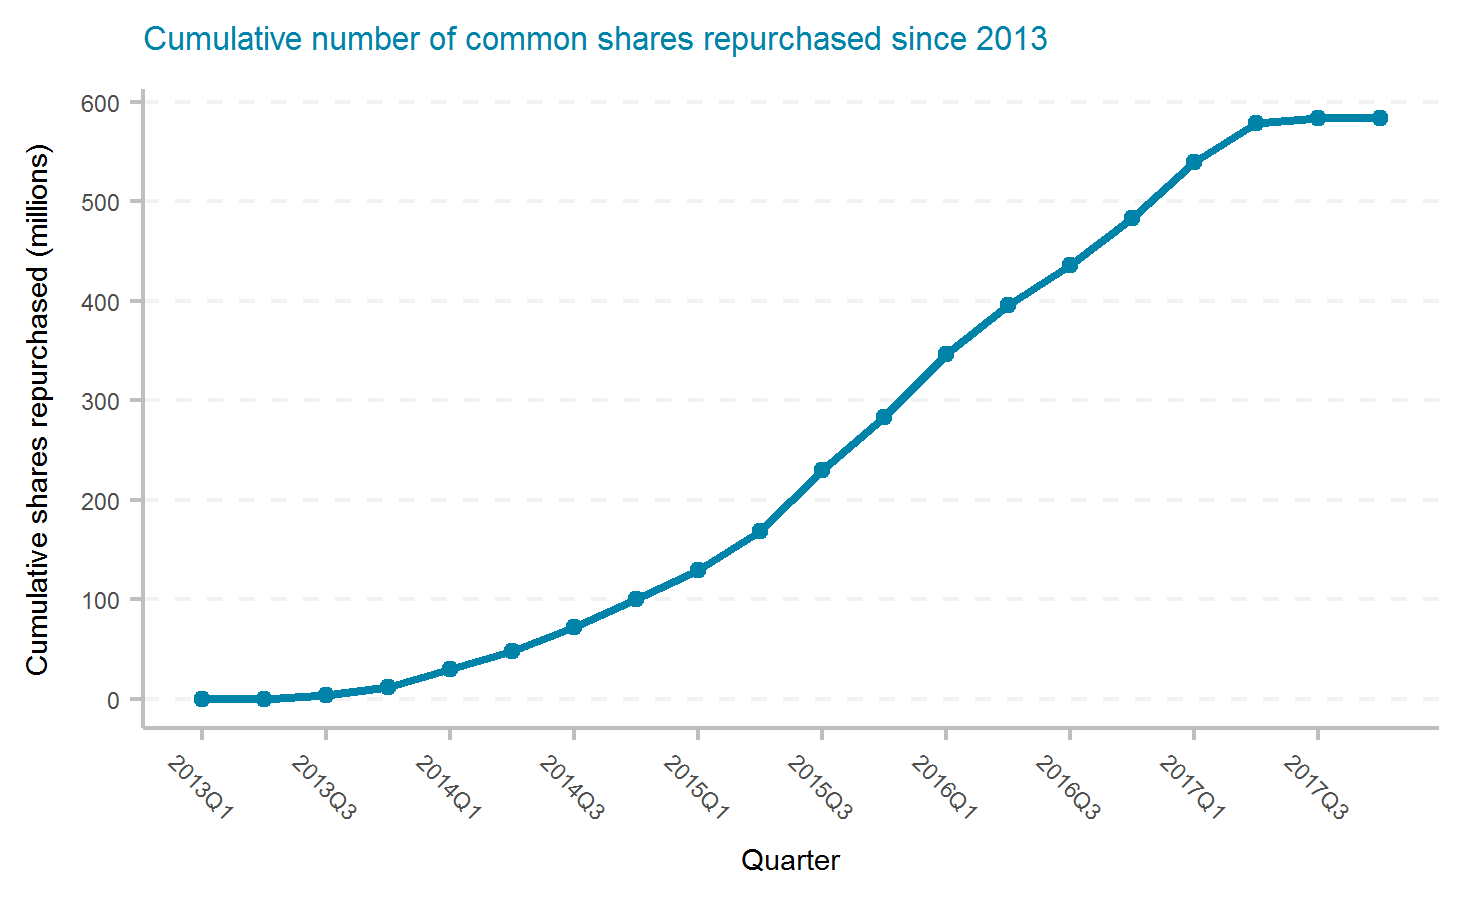 Cumulative number of common shares repurchased since 2013
Cumulative shares repurchased (millions)
600
500
400
300
200
100
0
2013Q1
2013Q3
2014Q1
2014Q3
2015Q1
2015Q3
2016Q1
2016Q3
2017Q1
2017Q3
Quarter